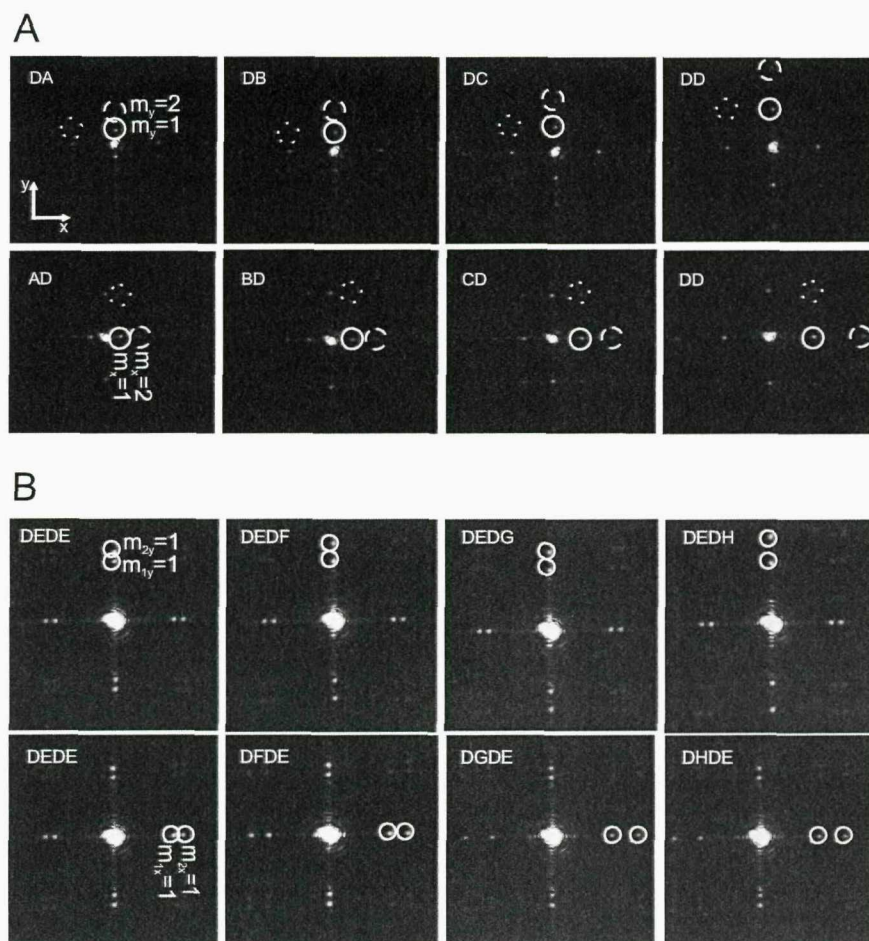 A
DA
DB
DC
DD
m_y=2
m_y=1
y
x
AD
BD
CD
DD
m_x=1
m_x=2
B
DEDE
DEDF
DEDG
DEDH
m_2y=1
m_1y=1
DEDE
DFDE
DGDE
DHDE
m_1x=1
m_2x=1